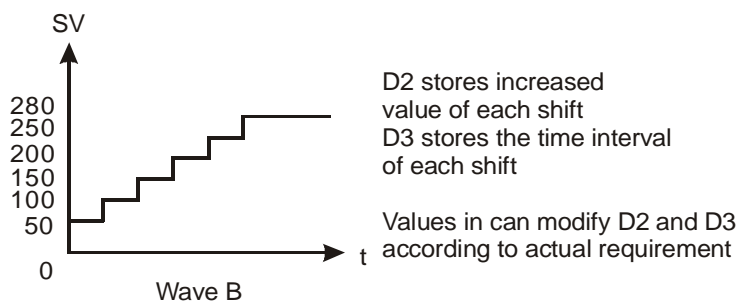 SV
280
250
200
150
100
50
0
t
Wave B
D2 stores increased
value of each shift
D3 stores the time interval
of each shift
Values in can modify D2 and D3
according to actual requirement